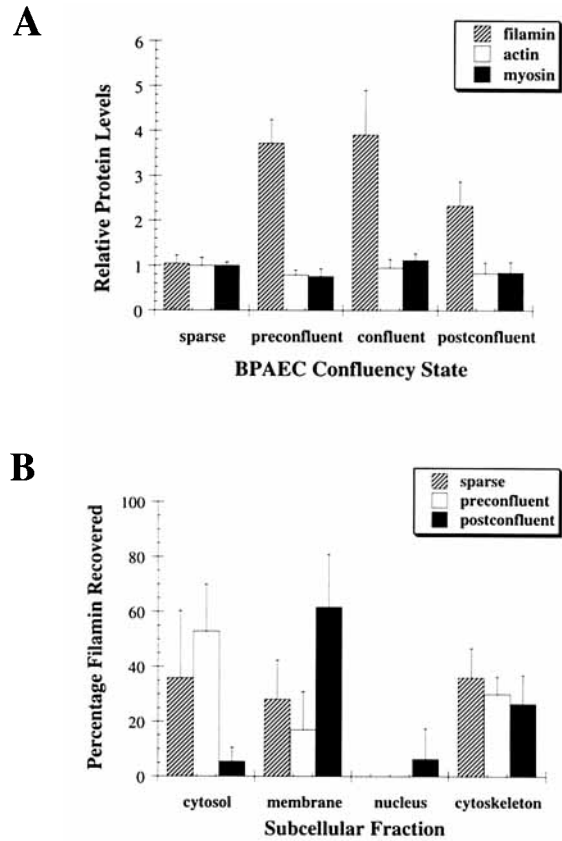 A
filamin
actin
myosin
Relative Protein Levels
6
5
4
3
2
1
0
sparse preconfluent confluent postconfluent
BPAEC Confluency State
B
sparse
preconfluent
postconfluent
Percentage Filamin Recovered
100
80
60
40
20
0
cytosol membrane nucleus cytoskeleton
Subcellular Fraction